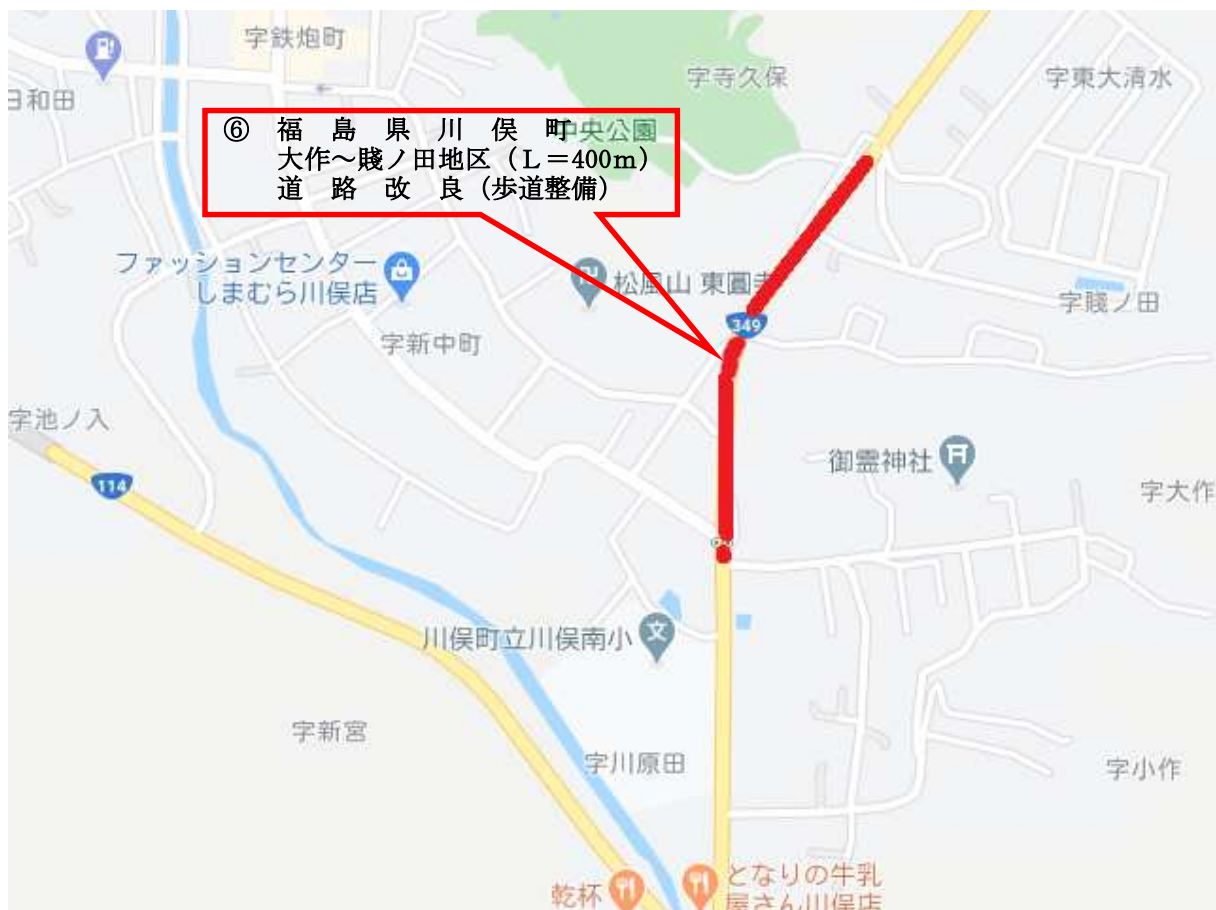 字鉄炮町
字寺久保
字東大清水
日和田
⑥ 福島県川俣町
大作～賤ノ田地区（L=400m）
道路改良（歩道整備）
中央公園
ファッションセンター
しまむら川俣店
松風山 東圓寺
字賤ノ田
349
字新中町
字池ノ入
御霊神社
114
字大作
川俣町立川俣南小
文
字新宮
字川原田
字小作
乾杯
となりの牛乳
屋さん川俣店